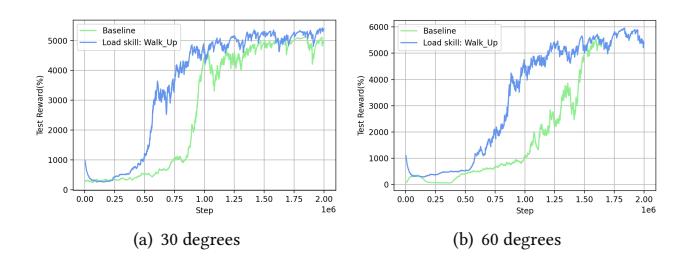 Baseline
Load skill: Walk_Up
Test Reward(%)
5000
4000
3000
2000
1000
0
0.00 0.25 0.50 0.75 1.00 1.25 1.50 1.75 2.00
Step
1e6
(a) 30 degrees
Baseline
Load skill: Walk_Up
Test Reward(%)
6000
5000
4000
3000
2000
1000
0
0.00 0.25 0.50 0.75 1.00 1.25 1.50 1.75 2.00
Step
1e6
(b) 60 degrees